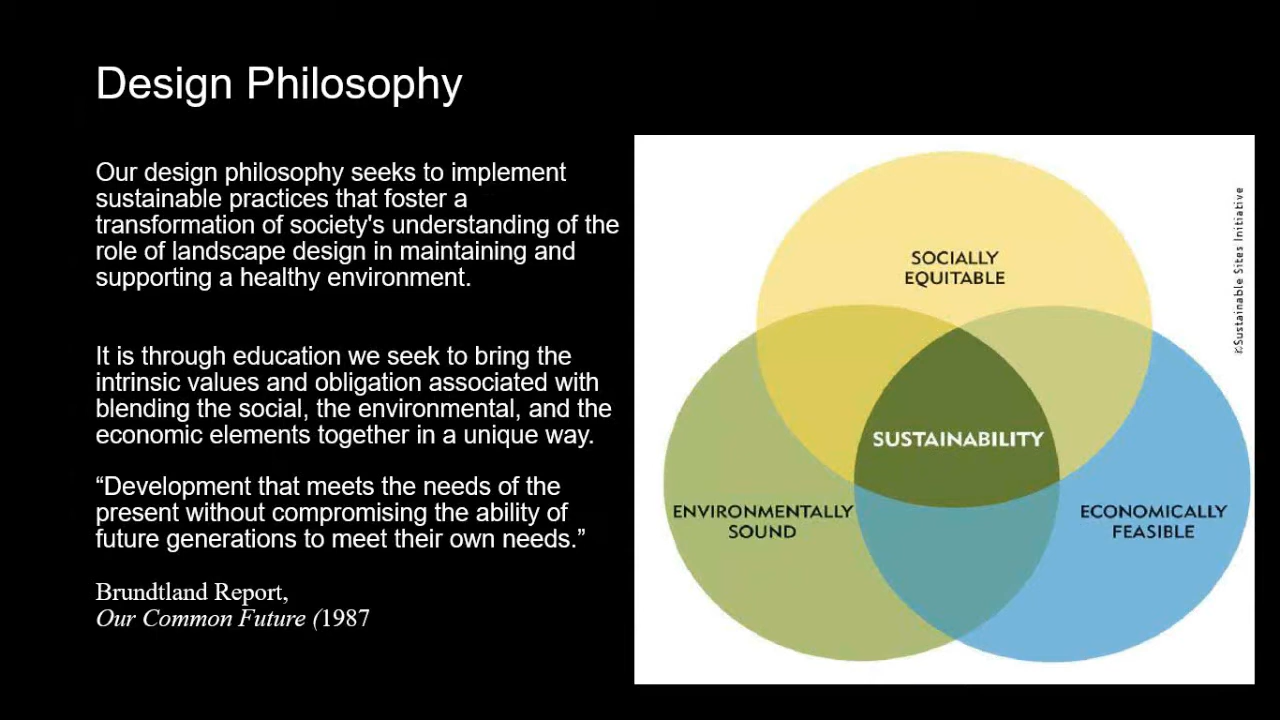 Design Philosophy
Our design philosophy seeks to implement
sustainable practices that foster a
transformation of society's understanding of the
role of landscape design in maintaining and
supporting a healthy environment.
It is through education we seek to bring the
intrinsic values and obligation associated with
blending the social, the environmental, and the
economic elements together in a unique way.
“Development that meets the needs of the
present without compromising the ability of
future generations to meet their own needs.”
Brundtland Report,
Our Common Future (1987
SOCIALLY
EQUITABLE
SUSTAINABILITY
ENVIRONMENTALLY
SOUND
ECONOMICALLY
FEASIBLE
Sustainable Sites Initiative